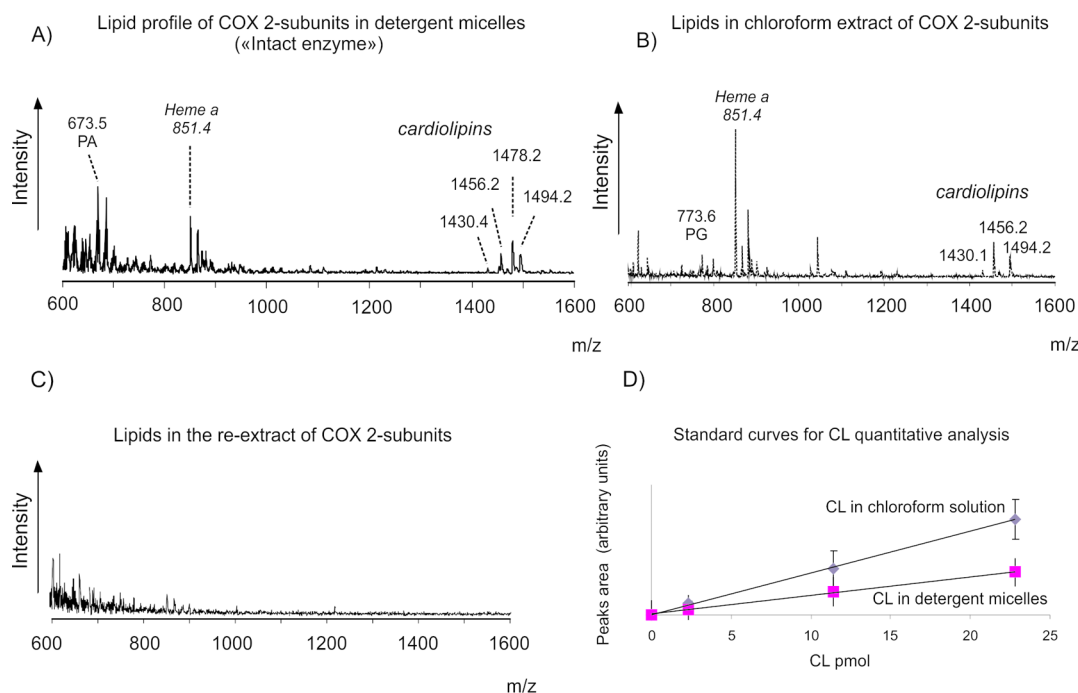 A)
Lipid profile of COX 2-subunits in detergent micelles
(«Intact enzyme»)
Intensity
673.5
PA
Heme a
851.4
cardiolipins
1478.2
1456.2
1494.2
1430.4
600 800 1000 1200 1400 1600
m/z
B)
Lipids in chloroform extract of COX 2-subunits
Intensity
Heme a
851.4
773.6
PG
cardiolipins
1456.2
1494.2
1430.1
600 800 1000 1200 1400 1600
m/z
C)
Lipids in the re-extract of COX 2-subunits
Intensity
600 800 1000 1200 1400 1600
m/z
D)
Standard curves for CL quantitative analysis
Peaks area (arbitrary units)
CL in chloroform solution
CL in detergent micelles
0 5 10 15 20 25
CL pmol